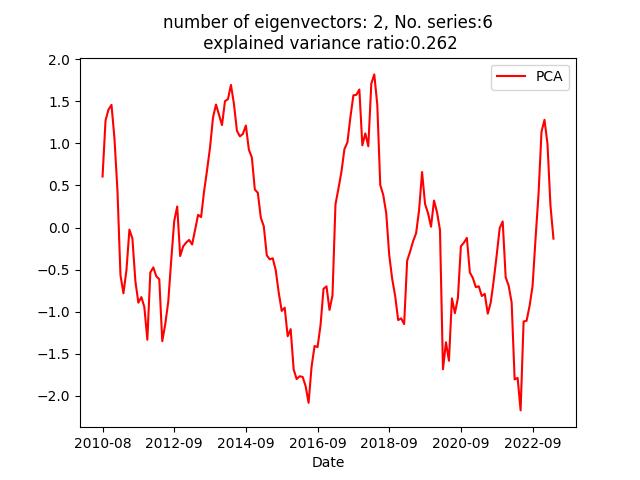 number of eigenvectors: 2, No. series:6
explained variance ratio:0.262
PCA
2.0
1.5
1.0
0.5
0.0
−0.5
−1.0
−1.5
−2.0
2010-08 2012-09 2014-09 2016-09 2018-09 2020-09 2022-09
Date